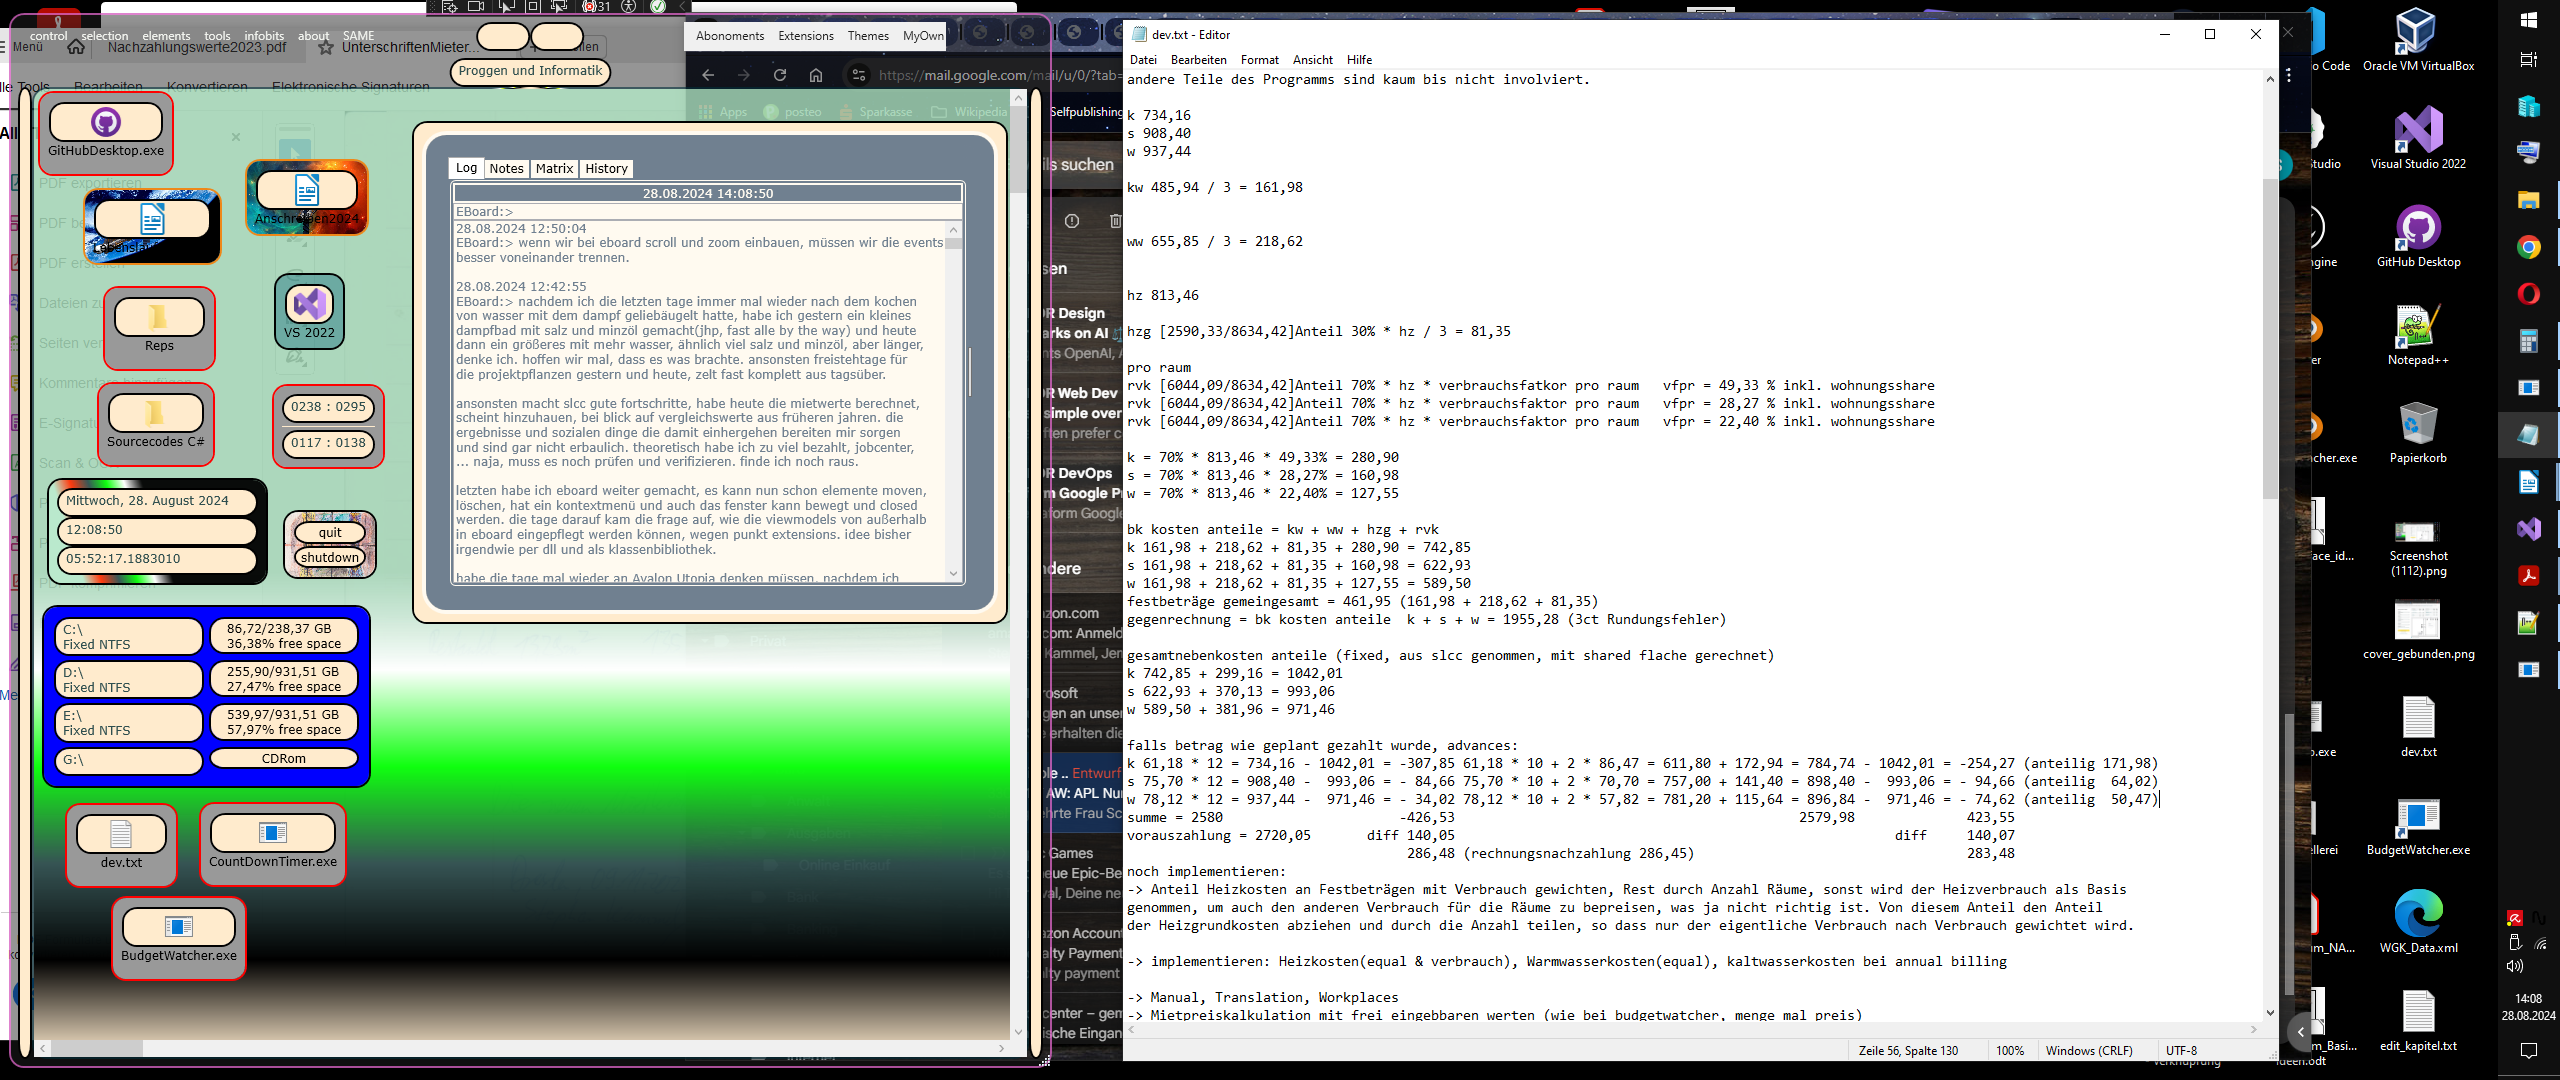 control selection elements tools infobits about SAME
Menü
Nachzahlungswerte2023.pdf
UnterschriftenMieter...
Proggen und Informatik
Bearbeiten Konvertieren Elektronische Signaturen
GitHubDesktop.exe
Anschreiben2024
PDF exportieren
PDF erstellen
VS 2022
Reps
Sourcecodes C#
0238 : 0295
0117 : 0138
Mittwoch, 28. August 2024
12:08:50
05:52:17.1883010
quit
shutdown
C:\
Fixed NTFS
86,72/238,37 GB
36,38% free space
D:\
Fixed NTFS
255,90/931,51 GB
27,47% free space
E:\
Fixed NTFS
539,97/931,51 GB
57,97% free space
G:\
CDRom
dev.txt
CountDownTimer.exe
BudgetWatcher.exe
Log Notes Matrix History
28.08.2024 14:08:50
EBoard:>
28.08.2024 12:50:04
EBoard:> wenn wir bei eboard scroll und zoom einbauen, müssen wir die events
besser voneinander trennen.
28.08.2024 12:42:55
EBoard:> nachdem ich die letzten tage immer mal wieder nach dem kochen
von wasser mit dem dampf geliebäugelt hatte, habe ich gestern ein kleines
dampfbad mit salz und minzöl gemacht(jhp, fast alle by the way) und heute
dann ein größeres mit mehr wasser, ähnlich viel salz und minzöl, aber länger,
denke ich. hoffen wir mal, dass es was brachte. ansonsten freistehtage für
die projektpflanzen gestern und heute, zelt fast komplett aus tagsüber.
ansonsten macht slcc gute fortschritte, habe heute die mietwerte berechnet,
scheint hinzuhauen, bei blick auf vergleichswerte aus früheren jahren. die
ergebnisse und sozialen dinge die damit einhergehen bereiten mir sorgen
und sind gar nicht erbaulich. theoretisch habe ich zu viel bezahlt, jobcenter,
... naja, muss es noch prüfen und verifizieren. finde ich noch raus.
letzten habe ich eboard weiter gemacht, es kann nun schon elemente moven,
löschen, hat ein kontextmenü und auch das fenster kann bewegt und closed
werden. die tage darauf kam die frage auf, wie die viewmodels von außerhalb
in eboard eingepflegt werden können, wegen punkt extensions. idee bisher
irgendwie per dll und als klassenbibliothek.
habe die tage mal wieder an Avalon Utopia denken müssen, nachdem ich
31
Abonoments Extensions Themes MyOwn
https://mail.google.com/mail/u/0/?tab=
Apps posteo Sparkasse Wikipedia Selfpublishing
dev.txt - Editor
Datei Bearbeiten Format Ansicht Hilfe
andere Teile des Programms sind kaum bis nicht involviert.
k 734,16
s 908,40
w 937,44
kw 485,94 / 3 = 161,98
ww 655,85 / 3 = 218,62
hz 813,46
hzg [2590,33/8634,42]Anteil 30% * hz / 3 = 81,35
pro raum
rvk [6044,09/8634,42]Anteil 70% * hz * verbrauchsfatkor pro raum vfpr = 49,33 % inkl. wohnungsshare
rvk [6044,09/8634,42]Anteil 70% * hz * verbrauchsfaktor pro raum vfpr = 28,27 % inkl. wohnungsshare
rvk [6044,09/8634,42]Anteil 70% * hz * verbrauchsfaktor pro raum vfpr = 22,40 % inkl. wohnungsshare
k = 70% * 813,46 * 49,33% = 280,90
s = 70% * 813,46 * 28,27% = 160,98
w = 70% * 813,46 * 22,40% = 127,55
bk kosten anteile = kw + ww + hzg + rvk
k 161,98 + 218,62 + 81,35 + 280,90 = 742,85
s 161,98 + 218,62 + 81,35 + 160,98 = 622,93
w 161,98 + 218,62 + 81,35 + 127,55 = 589,50
festbeträge gemeingesamt = 461,95 (161,98 + 218,62 + 81,35)
gegenrechnung = bk kosten anteile k + s + w = 1955,28 (3ct Rundungsfehler)
gesamtnebenkosten anteile (fixed, aus slcc genommen, mit shared flache gerechnet)
k 742,85 + 299,16 = 1042,01
s 622,93 + 370,13 = 993,06
w 589,50 + 381,96 = 971,46
falls betrag wie geplant gezahlt wurde, advances:
k 61,18 * 12 = 734,16 - 1042,01 = -307,85 61,18 * 10 + 2 * 86,47 = 611,80 + 172,94 = 784,74 - 1042,01 = -254,27 (anteilig 171,98)
s 75,70 * 12 = 908,40 - 993,06 = - 84,66 75,70 * 10 + 2 * 70,70 = 757,00 + 141,40 = 898,40 - 993,06 = - 94,66 (anteilig 64,02)
w 78,12 * 12 = 937,44 - 971,46 = - 34,02 78,12 * 10 + 2 * 57,82 = 781,20 + 115,64 = 896,84 - 971,46 = - 74,62 (anteilig 50,47)
summe = 2580 -426,53 2579,98 423,55
vorauszahlung = 2720,05 diff 140,05 diff 140,07
286,48 (rechnungsnachzahlung 286,45) 283,48
noch implementieren:
-> Anteil Heizkosten an Festbeträgen mit Verbrauch gewichten, Rest durch Anzahl Räume, sonst wird der Heizverbrauch als Basis
genommen, um auch den anderen Verbrauch für die Räume zu bepreisen, was ja nicht richtig ist. Von diesem Anteil den Anteil
der Heizgrundkosten abziehen und durch die Anzahl teilen, so dass nur der eigentliche Verbrauch nach Verbrauch gewichtet wird.
-> implementieren: Heizkosten(equal & verbrauch), Warmwasserkosten(equal), kaltwasserkosten bei annual billing
-> Manual, Translation, Workplaces
-> Mietpreiskalkulation mit frei eingebbaren werten (wie bei budgetwatcher, menge mal preis)
Zeile 56, Spalte 130 100% Windows (CRLF) UTF-8
Oracle VM VirtualBox
Visual Studio 2022
GitHub Desktop
Notepad++
Papierkorb
Screenshot
(1112).png
cover_gebunden.png
dev.txt
BudgetWatcher.exe
WGK_Data.xml
edit_kapitel.txt
14:08
28.08.2024